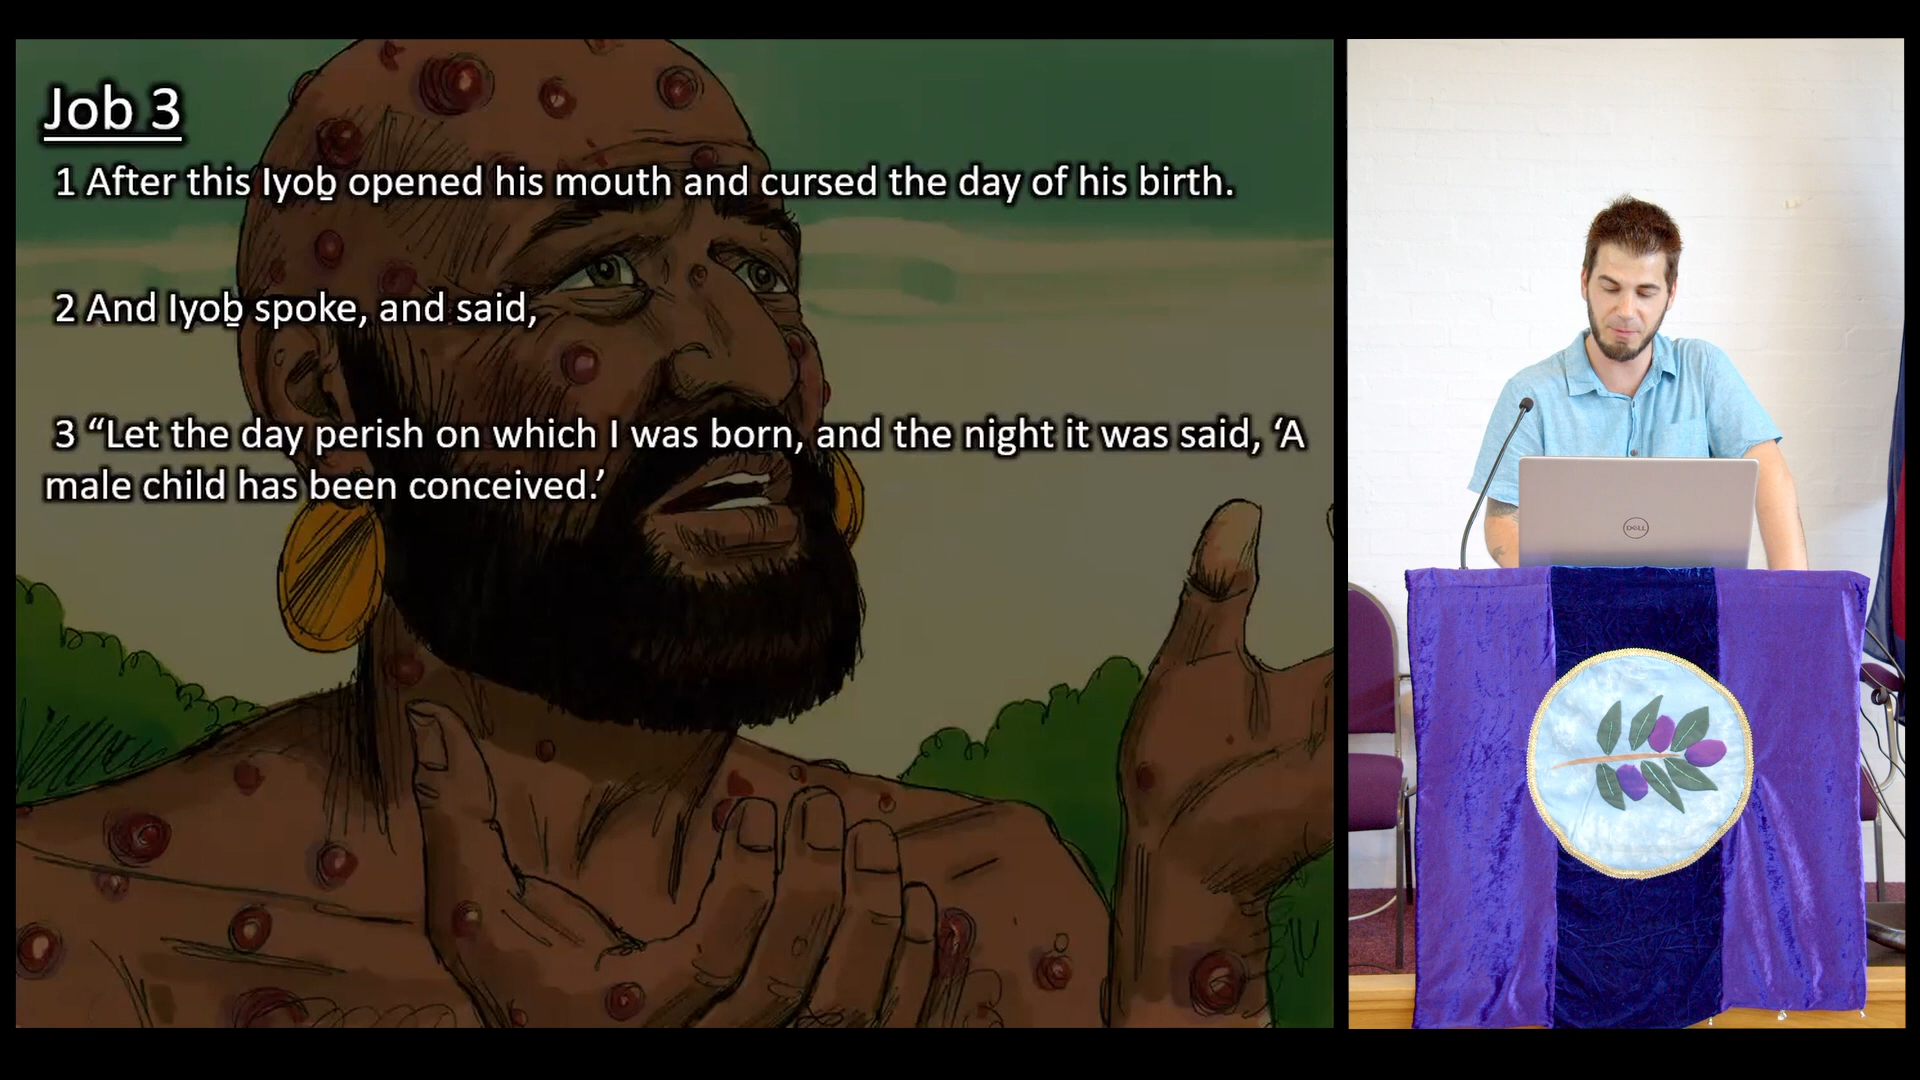 Job 3
1 After this Iyoḇ opened his mouth and cursed the day of his birth.
2 And Iyoḇ spoke, and said,
3 “Let the day perish on which I was born, and the night it was said, ‘A
male child has been conceived.’
DELL